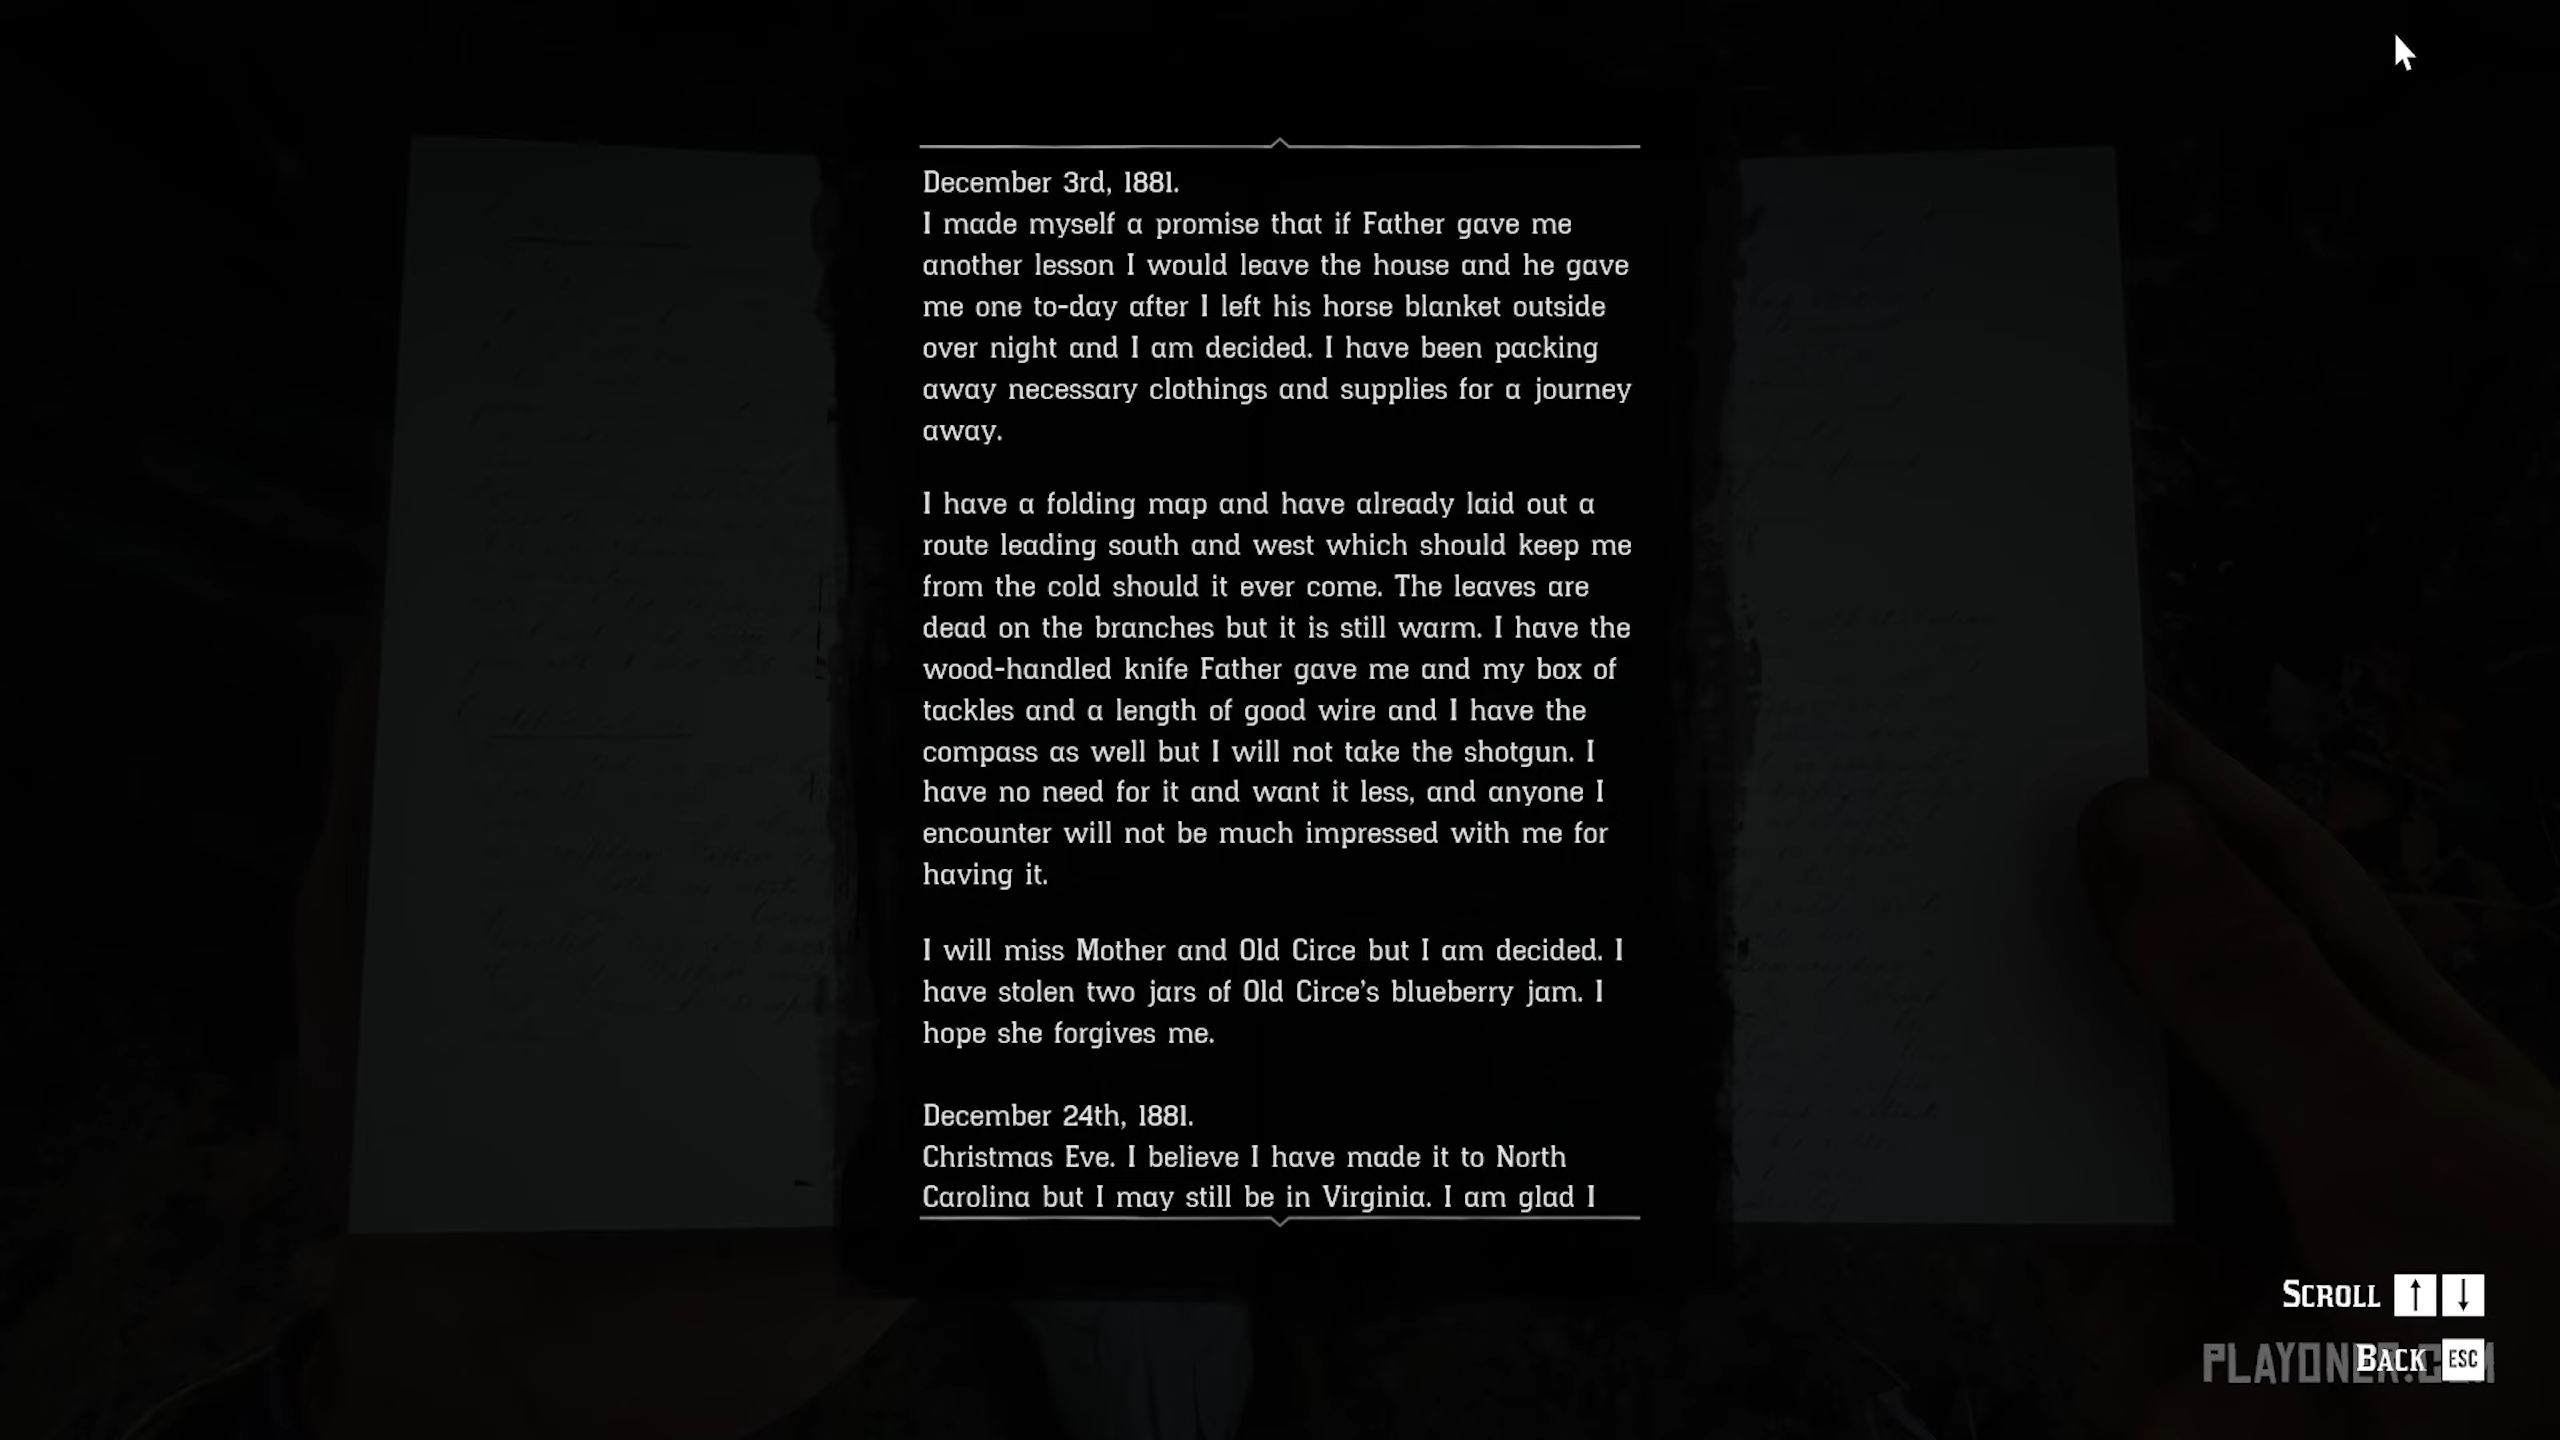 December 3rd, 1881.
I made myself a promise that if Father gave me
another lesson I would leave the house and he gave
me one to-day after I left his horse blanket outside
over night and I am decided. I have been packing
away necessary clothings and supplies for a journey
away.
I have a folding map and have already laid out a
route leading south and west which should keep me
from the cold should it ever come. The leaves are
dead on the branches but it is still warm. I have the
wood-handled knife Father gave me and my box of
tackles and a length of good wire and I have the
compass as well but I will not take the shotgun. I
have no need for it and want it less, and anyone I
encounter will not be much impressed with me for
having it.
I will miss Mother and Old Circe but I am decided. I
have stolen two jars of Old Circe's blueberry jam. I
hope she forgives me.
December 24th, 1881.
Christmas Eve. I believe I have made it to North
Carolina but I may still be in Virginia. I am glad I
SCROLL ↑ ↓
BACK ESC